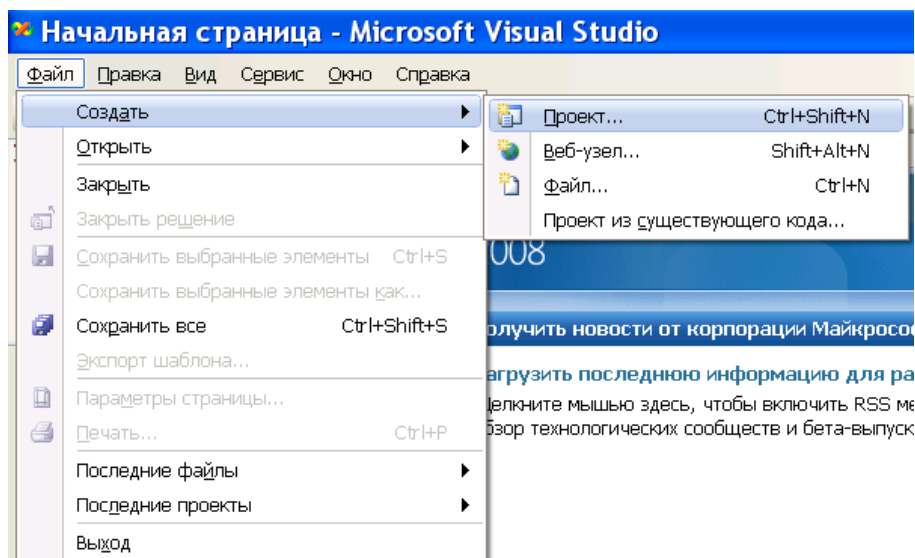 Начальная страница - Microsoft Visual Studio
Файл Правка Вид Сервис Окно Справка
Создать
Открыть
Закрыть
Закрыть решение
Сохранить выбранные элементы Ctrl+S
Сохранить выбранные элементы как...
Сохранить все Ctrl+Shift+S
Экспорт шаблона...
Параметры страницы...
Печать... Ctrl+P
Последние файлы
Последние проекты
Выход
Проект... Ctrl+Shift+N
Веб-узел... Shift+Alt+N
Файл... Ctrl+N
Проект из существующего кода...
008
олучить новости от корпорации Майкросо
агрузить последнюю информацию для ра
елкните мышью здесь, чтобы включить RSS ме
бзор технологических сообществ и бета-выпуск